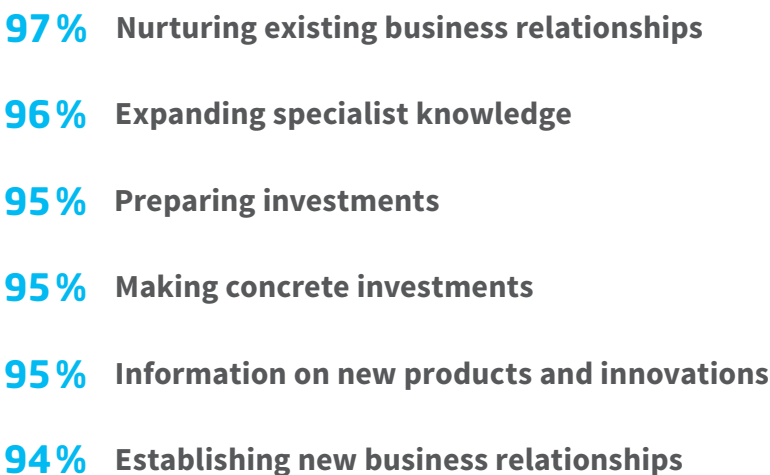 97% Nurturing existing business relationships
96% Expanding specialist knowledge
95% Preparing investments
95% Making concrete investments
95% Information on new products and innovations
94% Establishing new business relationships